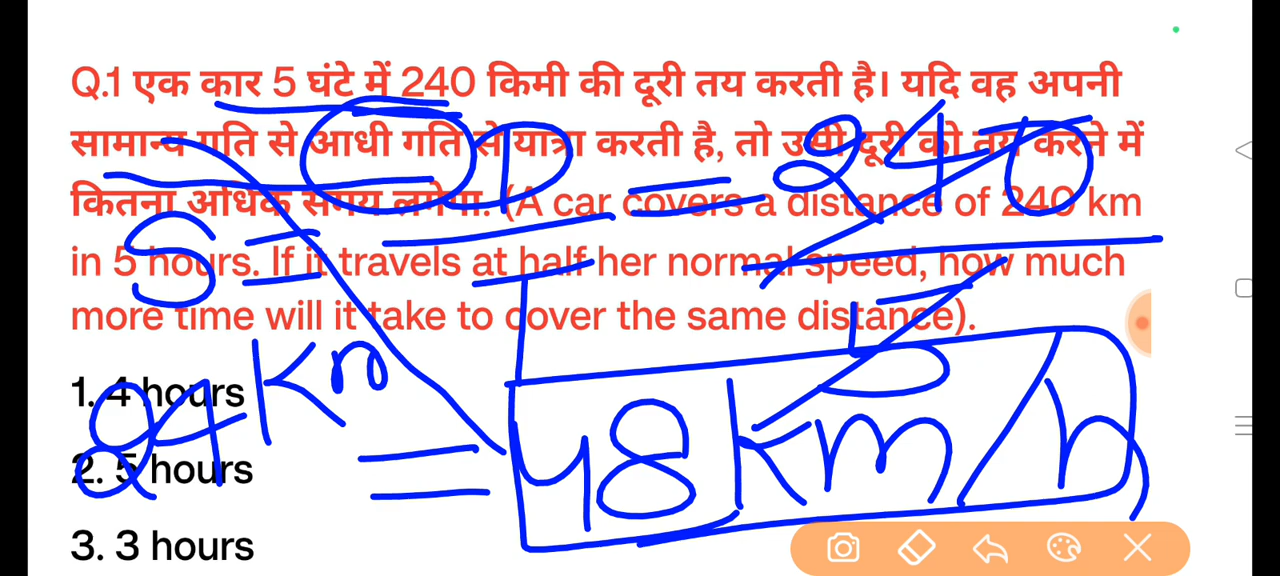 Q.1 एक कार 5 घंटे में 240 किमी की दूरी तय करती है। यदि वह अपनी
सामान्य गति से आधी गति से यात्रा करती है, तो उसी दूरी को तय करने में
कितना अधिक समय लगेगा. (A car covers a distance of 240 km
in 5 hours. If it travels at half her normal speed, how much
more time will it take to cover the same distance).
1. 4 hours
2. 5 hours
3. 3 hours
S = D = 240
T 5
24 Km = 48 km/h